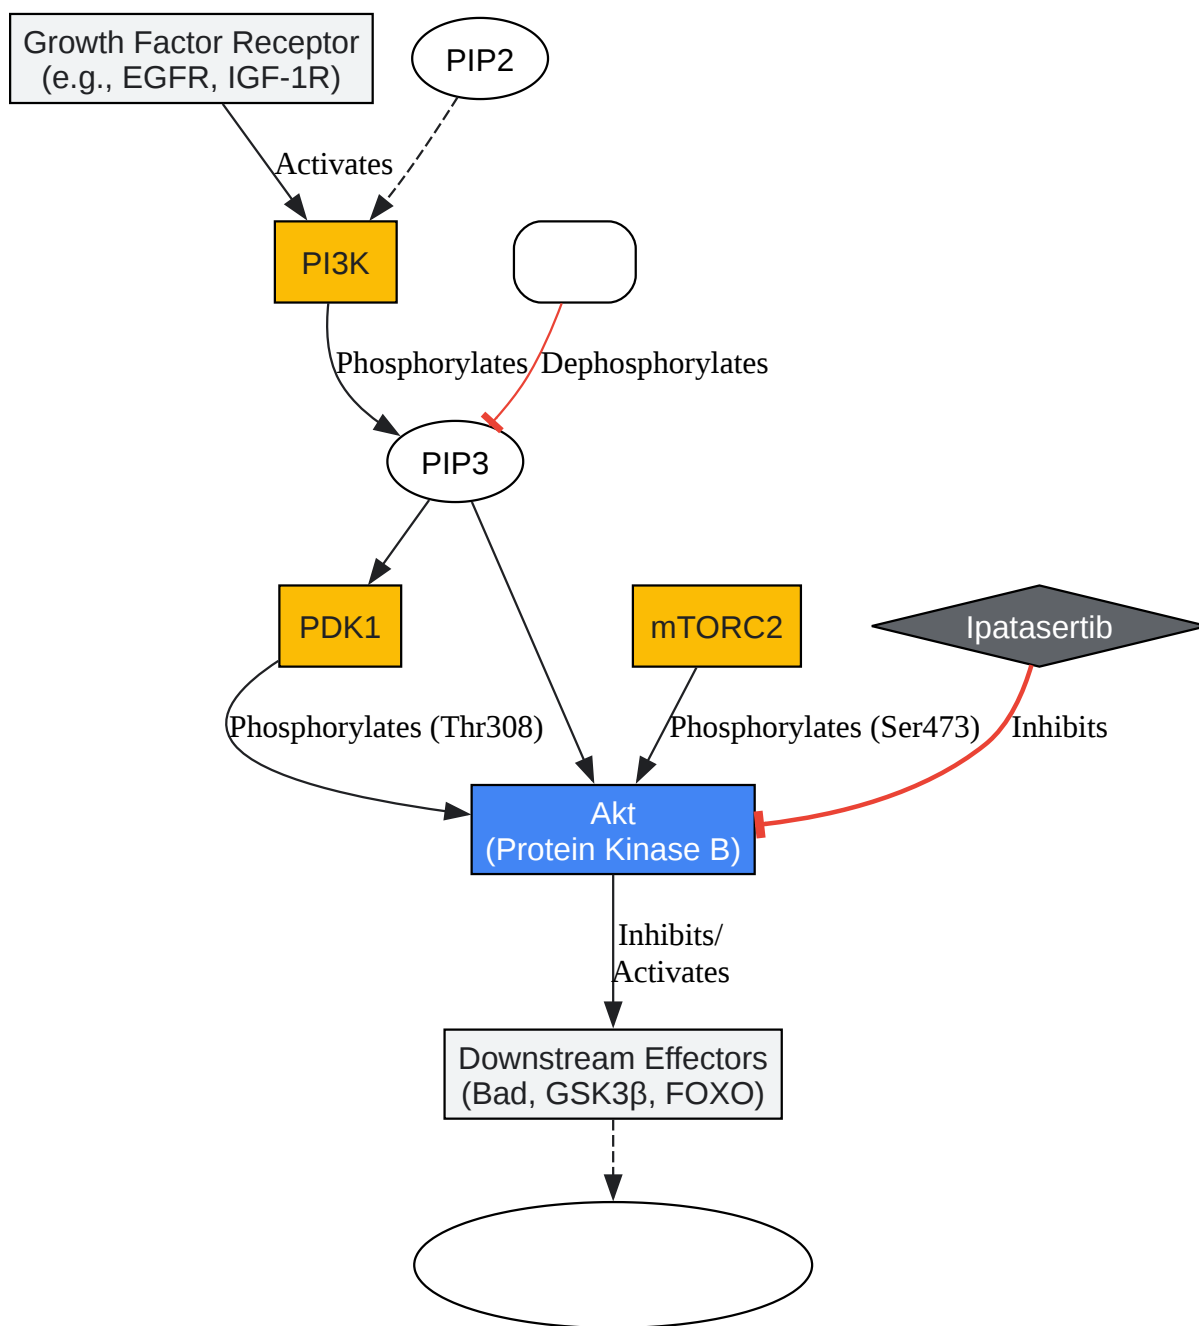 Growth Factor Receptor
(e.g., EGFR, IGF-1R)
PIP2
Activates
PI3K
Phosphorylates
Dephosphorylates
PIP3
PDK1
mTORC2
Ipatasertib
Phosphorylates (Thr308)
Phosphorylates (Ser473)
Inhibits
Akt
(Protein Kinase B)
Inhibits/
Activates
Downstream Effectors
(Bad, GSK3β, FOXO)